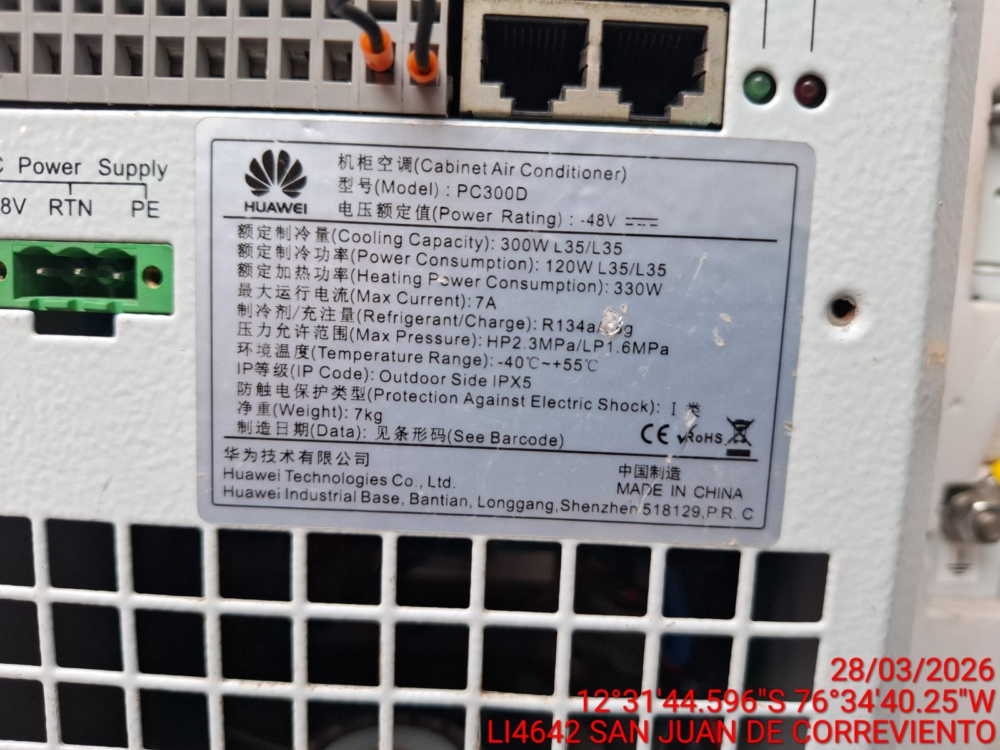 C Power Supply
8V RTN PE
HUAWEI
机柜空调(Cabinet Air Conditioner)
型号(Model) : PC300D
电压额定值(Power Rating) : -48V
额定制冷量(Cooling Capacity): 300W L35/L35
额定制冷功率(Power Consumption): 120W L35/L35
额定加热功率(Heating Power Consumption): 330W
最大运行电流(Max Current): 7A
制冷剂/充注量(Refrigerant/Charge): R134a/
压力允许范围(Max Pressure): HP2.3MPa/LP1.6MPa
环境温度(Temperature Range): -40℃~+55℃
IP等级(IP Code): Outdoor Side IPX5
防触电保护类型(Protection Against Electric Shock): I 类
净重(Weight): 7kg
制造日期(Data): 见条形码(See Barcode)
CE RoHS
华为技术有限公司
Huawei Technologies Co., Ltd.
Huawei Industrial Base, Bantian, Longgang,Shenzhen 518129,P.R. C
中国制造
MADE IN CHINA
28/03/2026
12°31'44.596"S 76°34'40.25"W
LI4642 SAN JUAN DE CORREVIENTO